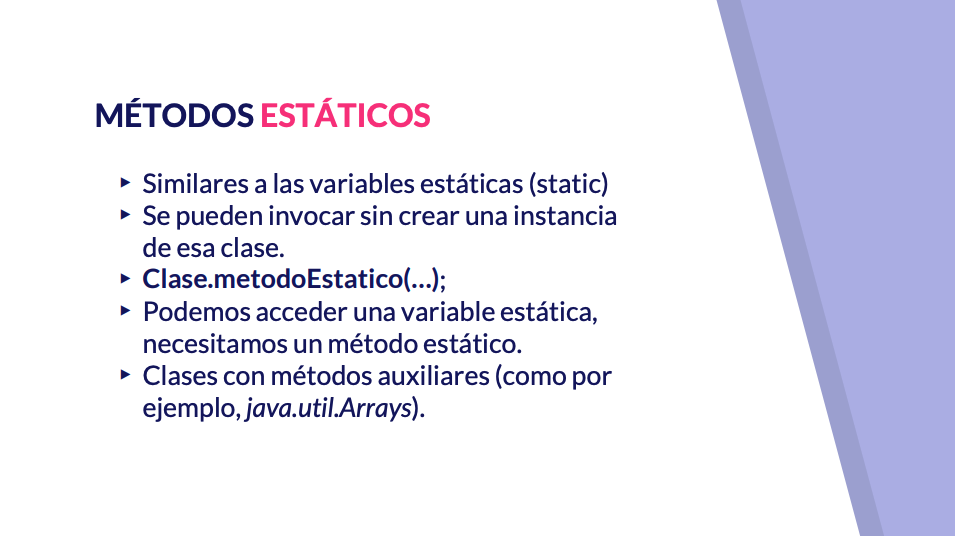 MÉTODOS ESTÁTICOS
▸ Similares a las variables estáticas (static)
▸ Se pueden invocar sin crear una instancia
de esa clase.
▸ Clase.metodoEstatico(...);
▸ Podemos acceder una variable estática,
necesitamos un método estático.
▸ Clases con métodos auxiliares (como por
ejemplo, java.util.Arrays).